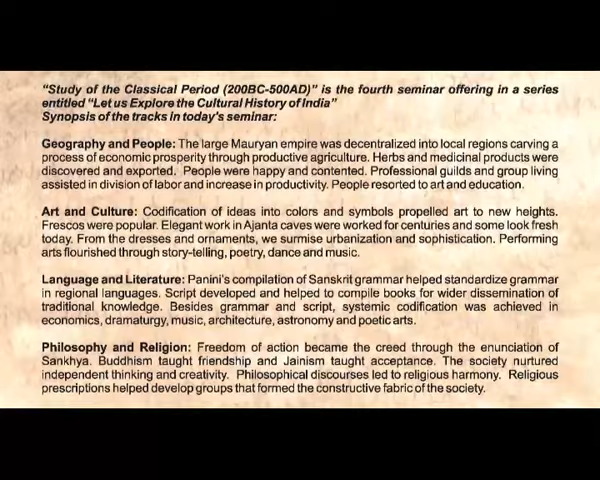 “Study of the Classical Period (200BC-500AD)” is the fourth seminar offering in a series
entitled “Let us Explore the Cultural History of India”
Synopsis of the tracks in today's seminar:
Geography and People: The large Mauryan empire was decentralized into local regions carving a
process of economic prosperity through productive agriculture. Herbs and medicinal products were
discovered and exported. People were happy and contented. Professional guilds and group living
assisted in division of labor and increase in productivity. People resorted to art and education.
Art and Culture: Codification of ideas into colors and symbols propelled art to new heights.
Frescos were popular. Elegant work in Ajanta caves were worked for centuries and some look fresh
today. From the dresses and ornaments, we surmise urbanization and sophistication. Performing
arts flourished through story-telling, poetry, dance and music.
Language and Literature: Panini's compilation of Sanskrit grammar helped standardize grammar
in regional languages. Script developed and helped to compile books for wider dissemination of
traditional knowledge. Besides grammar and script, systemic codification was achieved in
economics, dramaturgy, music, architecture, astronomy and poetic arts.
Philosophy and Religion: Freedom of action became the creed through the enunciation of
Sankhya. Buddhism taught friendship and Jainism taught acceptance. The society nurtured
independent thinking and creativity. Philosophical discourses led to religious harmony. Religious
prescriptions helped develop groups that formed the constructive fabric of the society.